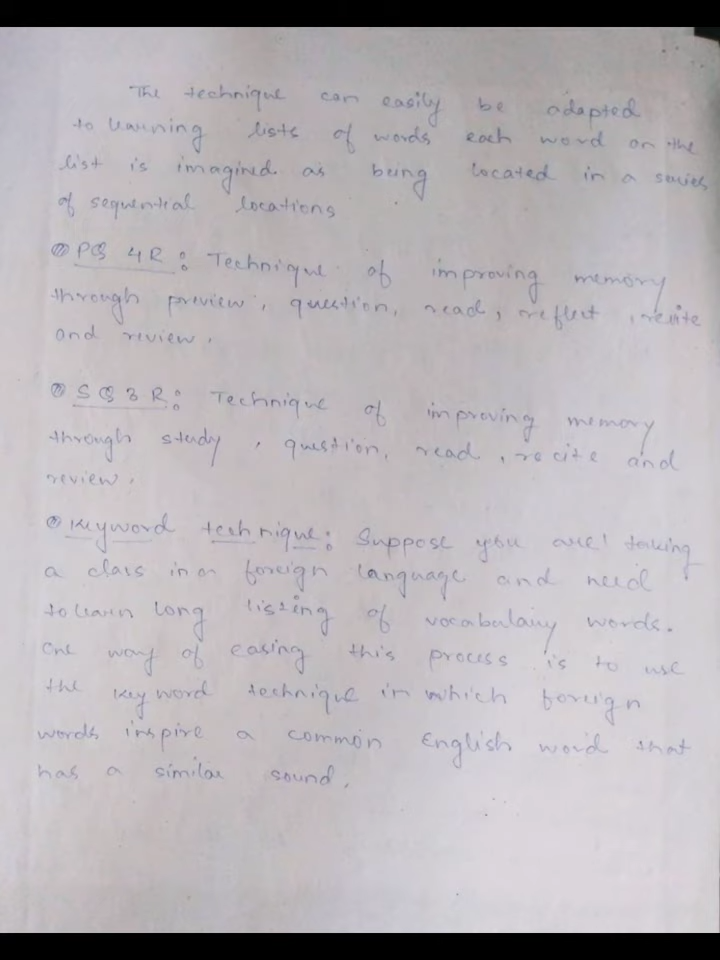 The technique can easily be adapted
to learning lists of words each word on the
list is imagined as being located in a series
of sequential locations
PQ 4R: Technique of improving memory
through preview, question, read, reflect, recite
and review.
SQ3R: Technique of improving memory
through study, question, read, recite and
review.
Keyword technique: Suppose you are taking
a class in a foreign language and need
to learn long listing of vocabulary words.
One way of easing this process is to use
the keyword technique in which foreign
words inspire a common English word that
has a similar sound.